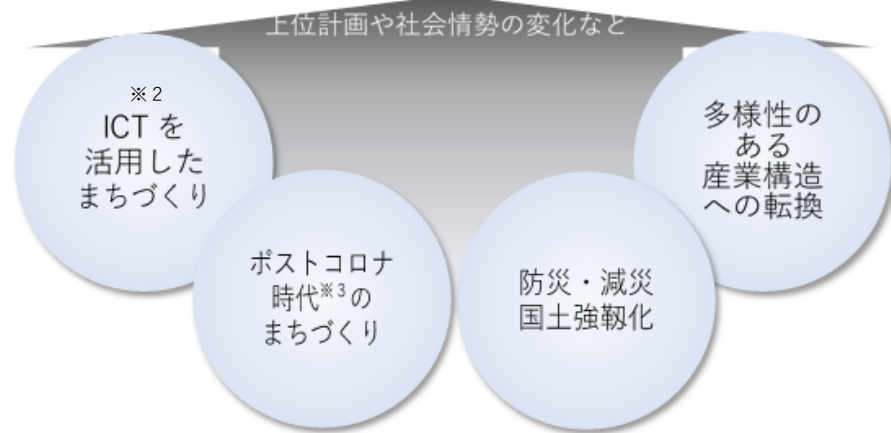 上位計画や社会情勢の変化など
※2
ICT を
活用した
まちづくり
ポストコロナ
時代※3の
まちづくり
防災・減災
国土強靱化
多様性の
ある
産業構造
への転換